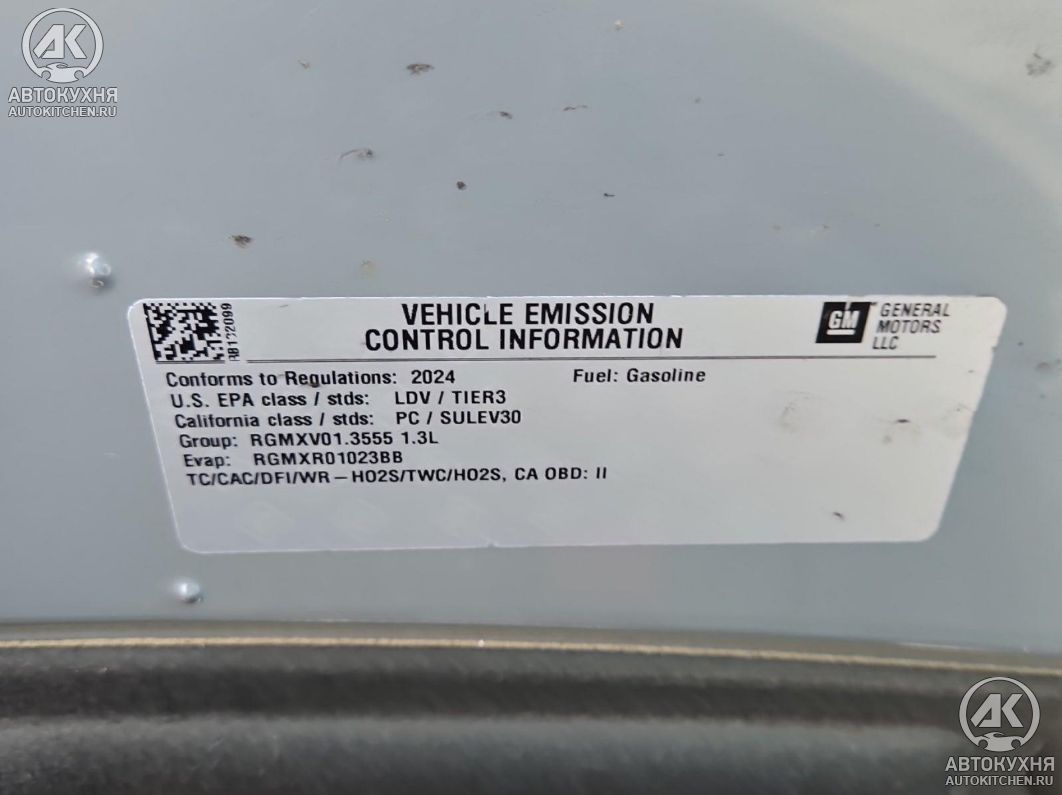 АК
АВТОКУХНЯ
AUTOKITCHEN.RU
VEHICLE EMISSION
CONTROL INFORMATION
GM
GENERAL
MOTORS
LLC
Conforms to Regulations: 2024 Fuel: Gasoline
U.S. EPA class / stds: LDV / TIER3
California class / stds: PC / SULEV30
Group: RGMXV01.3555 1.3L
Evap: RGMXR01023BB
TC/CAC/DFI/WR-HO2S/TWC/HO2S, CA OBD: II
АК
АВТОКУХНЯ
AUTOKITCHEN.RU